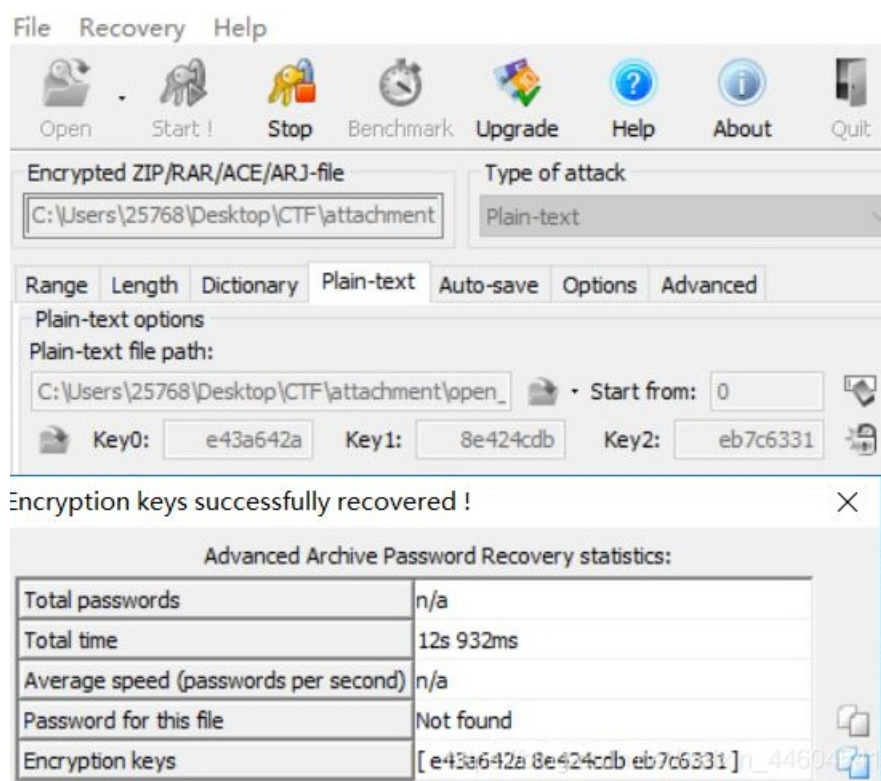 File Recovery Help
Open Start ! Stop Benchmark Upgrade Help About Quit
Encrypted ZIP/RAR/ACE/ARJ-file Type of attack
C:\Users\25768\Desktop\CTF\attachment Plain-text
Range Length Dictionary Plain-text Auto-save Options Advanced
Plain-text options
Plain-text file path:
C:\Users\25768\Desktop\CTF\attachment\open_ Start from: 0
Key0: e43a642a Key1: 8e424cdb Key2: eb7c6331
Encryption keys successfully recovered !
Advanced Archive Password Recovery statistics:
Total passwords n/a
Total time 12s 932ms
Average speed (passwords per second) n/a
Password for this file Not found
Encryption keys [ e43a642a 8e424cdb eb7c6331 ]